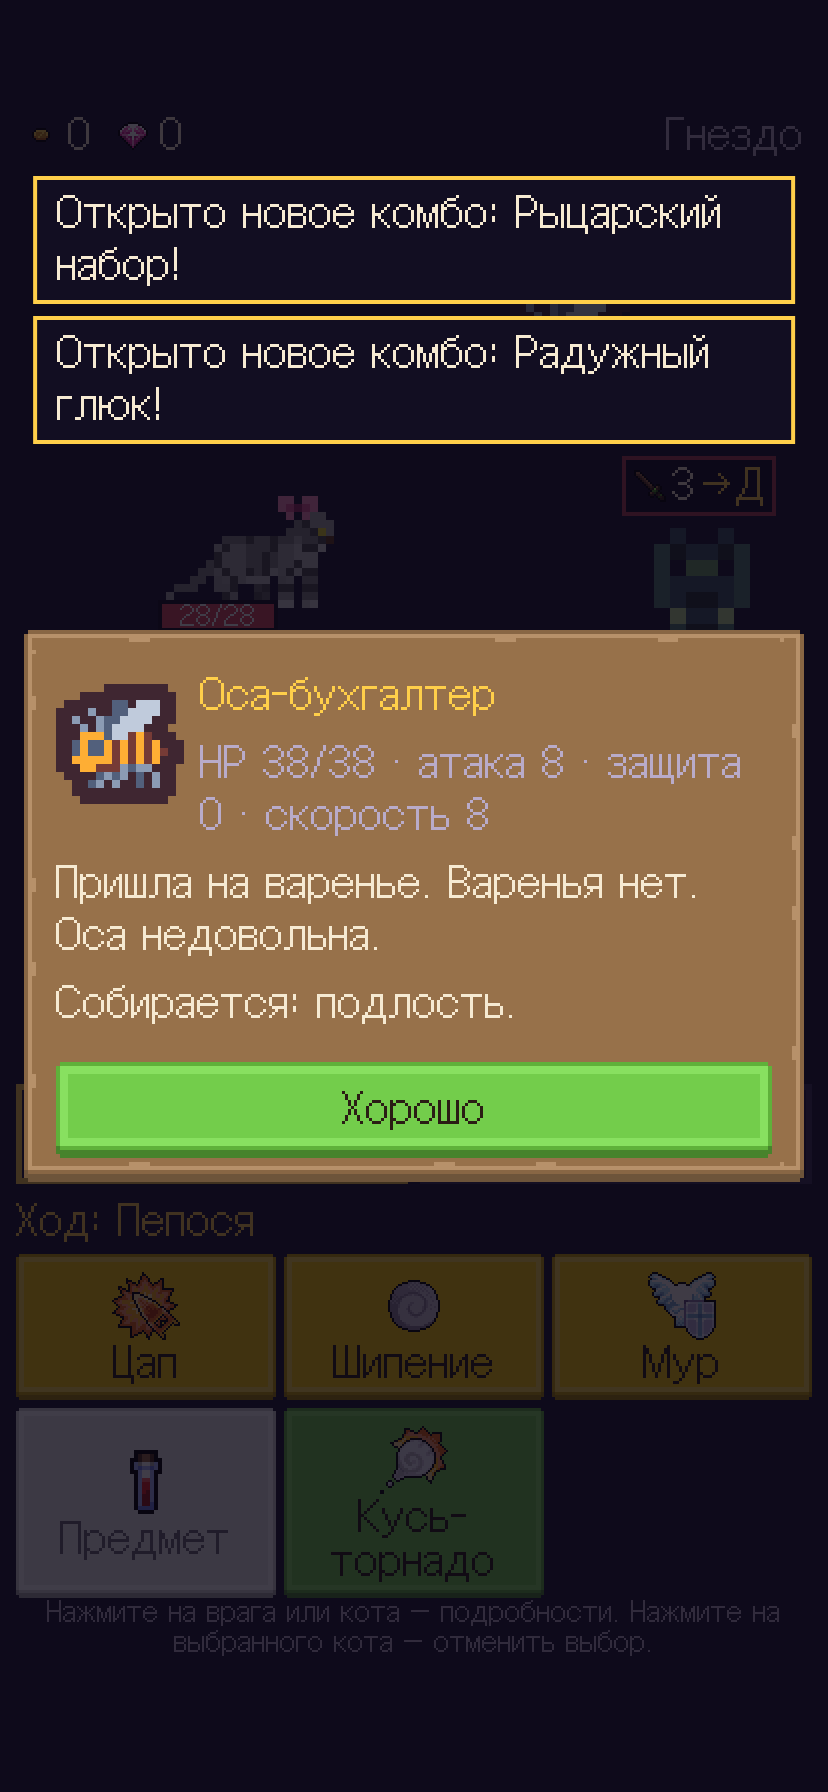 0 0 Гнездо
Открыто новое комбо: Рыцарский
набор!
Открыто новое комбо: Радужный
глюк!
3→Д
28/28
Оса-бухгалтер
HP 38/38 · атака 8 · защита
0 · скорость 8
Пришла на варенье. Варенья нет.
Оса недовольна.
Собирается: подлость.
Хорошо
Ход: Пепося
Цап Шипение Мур
Предмет
Кусь-
торнадо
Нажмите на врага или кота — подробности. Нажмите на
выбранного кота — отменить выбор.